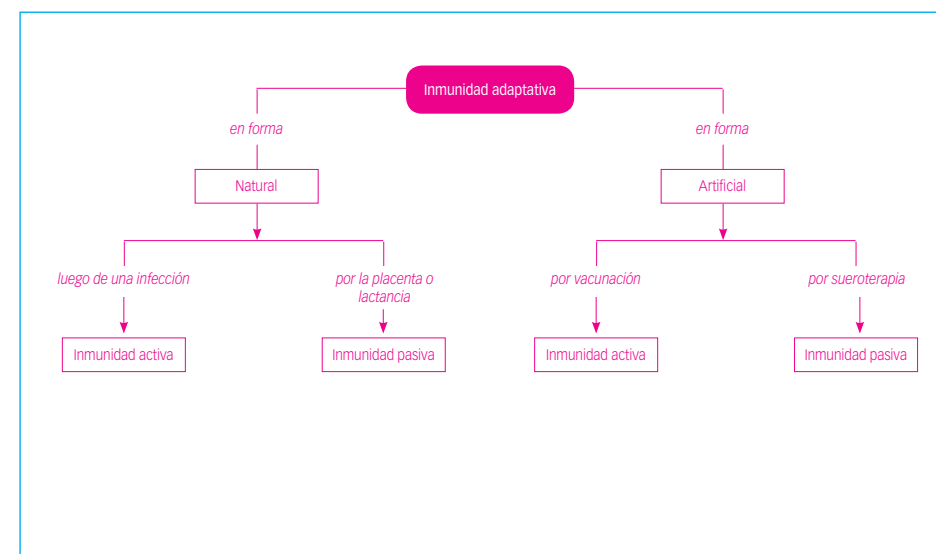 Inmunidad adaptativa
en forma
en forma
Natural
Artificial
luego de una infección
por la placenta o
lactancia
por vacunación
por sueroterapia
Inmunidad activa
Inmunidad pasiva
Inmunidad activa
Inmunidad pasiva